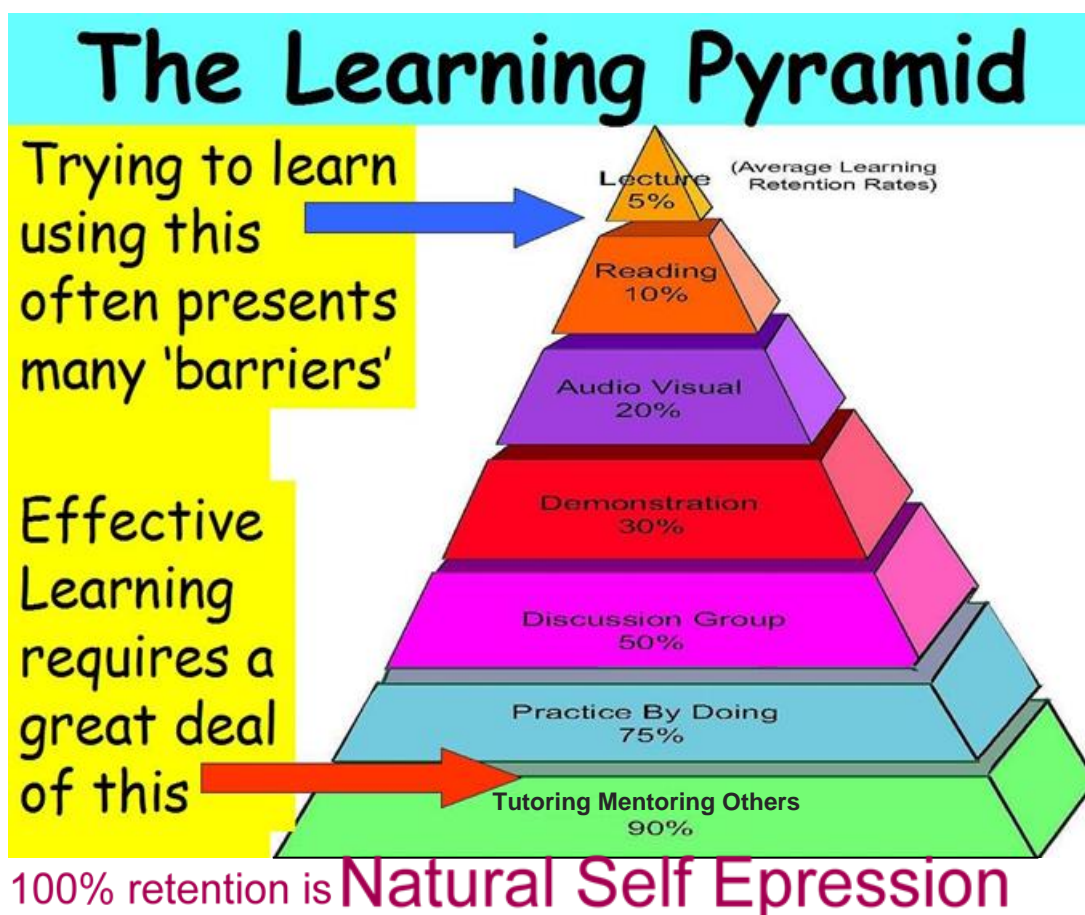 The Learning Pyramid
Trying to learn
using this
often presents
many ‘barriers’
Effective
Learning
requires a
great deal
of this
(Average Learning
Retention Rates)
Lecture
5%
Reading
10%
Audio Visual
20%
Demonstration
30%
Discussion Group
50%
Practice By Doing
75%
Tutoring Mentoring Others
90%
100% retention is Natural Self Epression